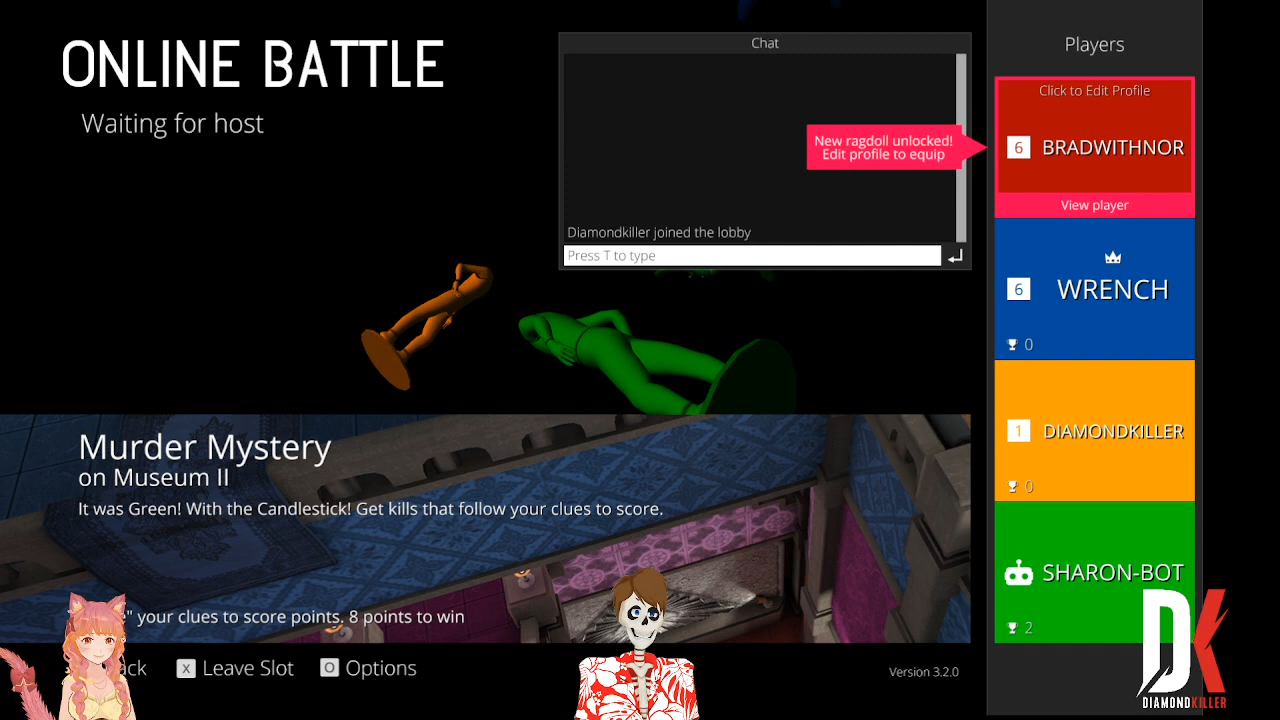 ONLINE BATTLE
Waiting for host
Chat
Diamondkiller joined the lobby
Press T to type
New ragdoll unlocked!
Edit profile to equip
Players
Click to Edit Profile
6 BRADWITHNOR
View player
6 WRENCH
0
1 DIAMONDKILLER
0
SHARON-BOT
2
Murder Mystery
on Museum II
It was Green! With the Candlestick! Get kills that follow your clues to score.
" your clues to score points. 8 points to win
X Leave Slot
O Options
Version 3.2.0
DK
DIAMONDKILLER